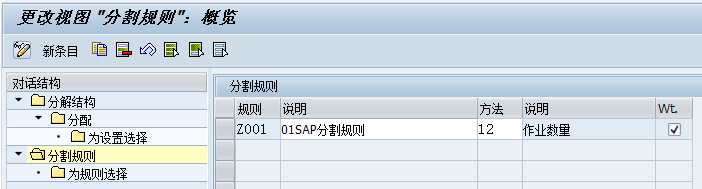 更改视图 "分割规则": 概览
新条目
对话结构
分解结构
分配
为设置选择
分割规则
为规则选择
分割规则
规则 说明 方法 说明 Wt.
Z001 01SAP分割规则 12 作业数量